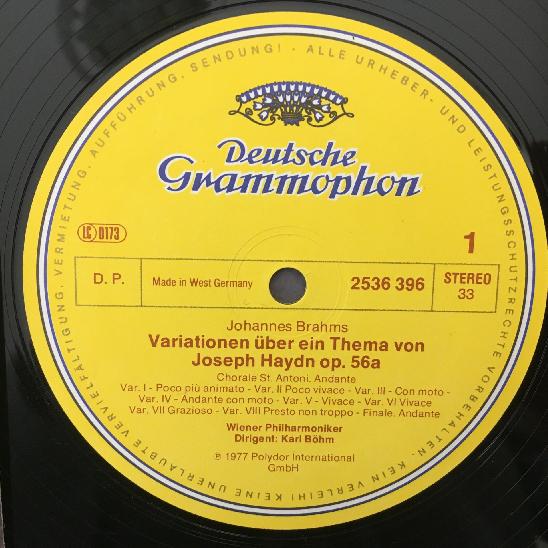 Deutsche
Grammophon
LC 0173
1
D. P.
Made in West Germany
2536 396
STEREO
33
Johannes Brahms
Variationen über ein Thema von
Joseph Haydn op. 56a
Chorale St. Antoni. Andante
Var. I - Poco più animato - Var. II Poco vivace - Var. III - Con moto -
Var. IV - Andante con moto - Var. V - Vivace - Var. VI Vivace
Var. VII Grazioso - Var. VIII Presto non troppo - Finale. Andante
Wiener Philharmoniker
Dirigent: Karl Böhm
℗ 1977 Polydor International
GmbH
ALLE URHEBER- UND LEISTUNGSSCHUTZRECHTE VORBEHALTEN. KEIN VERLEIH! KEINE UNERLAUBTE VERVIELFÄLTIGUNG, VERMIETUNG, AUFFÜHRUNG, SENDUNG! ·